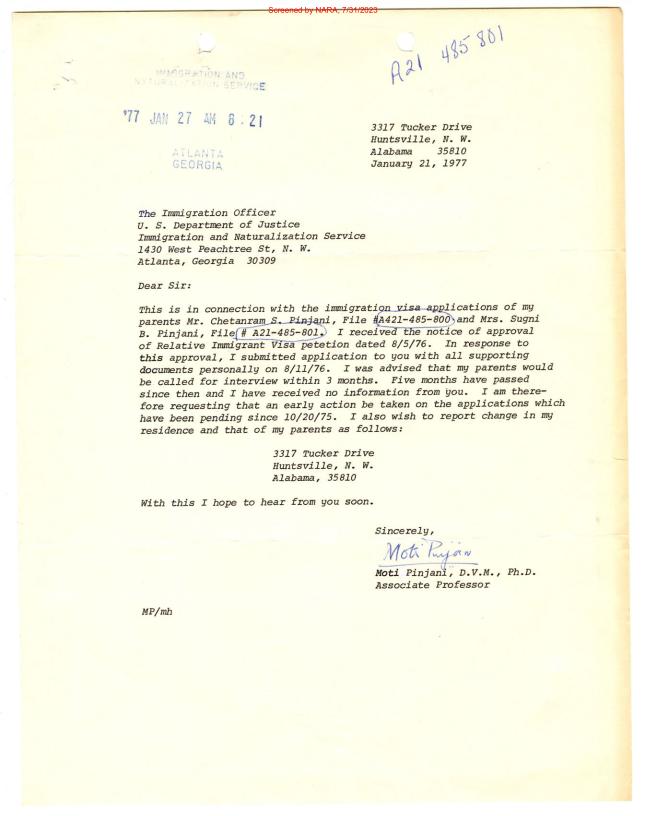 Screened by NARA, 7/31/2023
A21 485 801
IMMIGRATION AND
NATURALIZATION SERVICE
'77 JAN 27 AM 8:21
ATLANTA
GEORGIA
3317 Tucker Drive
Huntsville, N. W.
Alabama 35810
January 21, 1977
The Immigration Officer
U. S. Department of Justice
Immigration and Naturalization Service
1430 West Peachtree St, N. W.
Atlanta, Georgia 30309
Dear Sir:
This is in connection with the immigration visa applications of my
parents Mr. Chetanram S. Pinjani, File #A421-485-800 and Mrs. Sugni
B. Pinjani, File # A21-485-801. I received the notice of approval
of Relative Immigrant Visa petetion dated 8/5/76. In response to
this approval, I submitted application to you with all supporting
documents personally on 8/11/76. I was advised that my parents would
be called for interview within 3 months. Five months have passed
since then and I have received no information from you. I am there-
fore requesting that an early action be taken on the applications which
have been pending since 10/20/75. I also wish to report change in my
residence and that of my parents as follows:
3317 Tucker Drive
Huntsville, N. W.
Alabama, 35810
With this I hope to hear from you soon.
Sincerely,
Moti Pinjani
Moti Pinjani, D.V.M., Ph.D.
Associate Professor
MP/mh